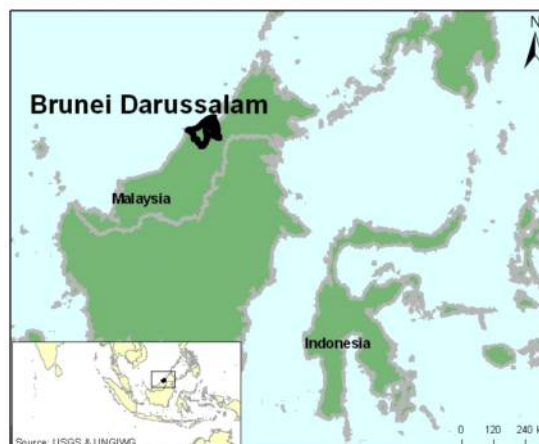 N
Brunei Darussalam
Malaysia
Indonesia
Source: USGS & UNGIWG
0 120 240 k